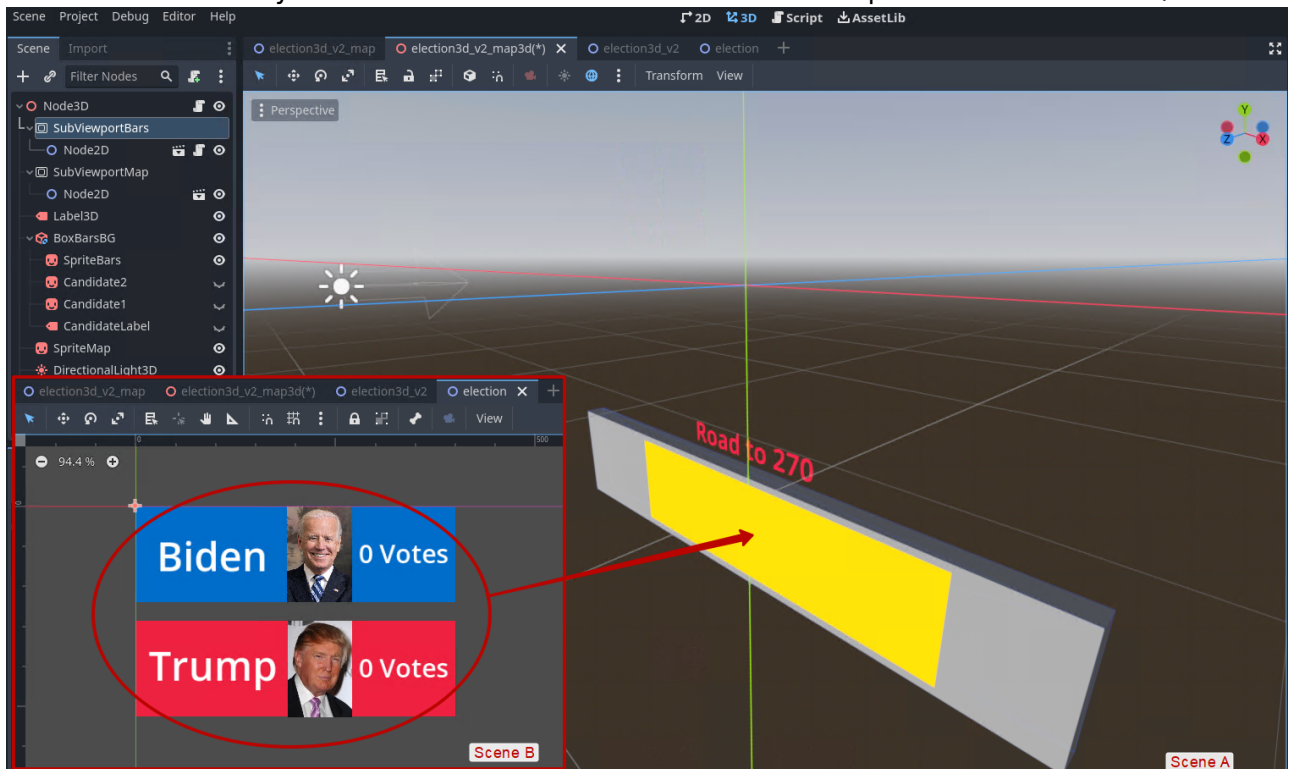 Scene Project Debug Editor Help
2D 3D Script AssetLib
Scene Import
election3d_v2_map election3d_v2_map3d(*) election3d_v2 election
Filter Nodes
Transform View
Node3D
Perspective
Y
Z X
SubViewportBars
Node2D
SubViewportMap
Node2D
Label3D
BoxBarsBG
SpriteBars
Candidate2
Candidate1
CandidateLabel
SpriteMap
DirectionalLight3D
Road to 270
election3d_v2_map election3d_v2_map3d(*) election3d_v2 election
View
0 500
94.4 %
0
Biden 0 Votes
Trump 0 Votes
Scene B
Scene A